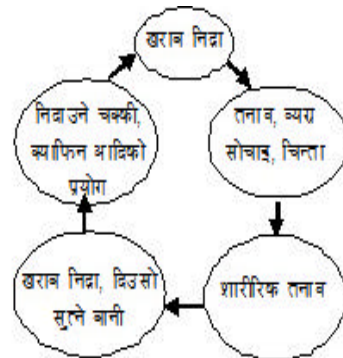 खराब निद्रा
तनाव, व्यग्र
सोचाइ, चिन्ता
शारीरिक तनाव
खराब निद्रा, दिउसो
सुत्ने बानी
निदाउने चक्की,
क्याफिन आदिको
प्रयोग